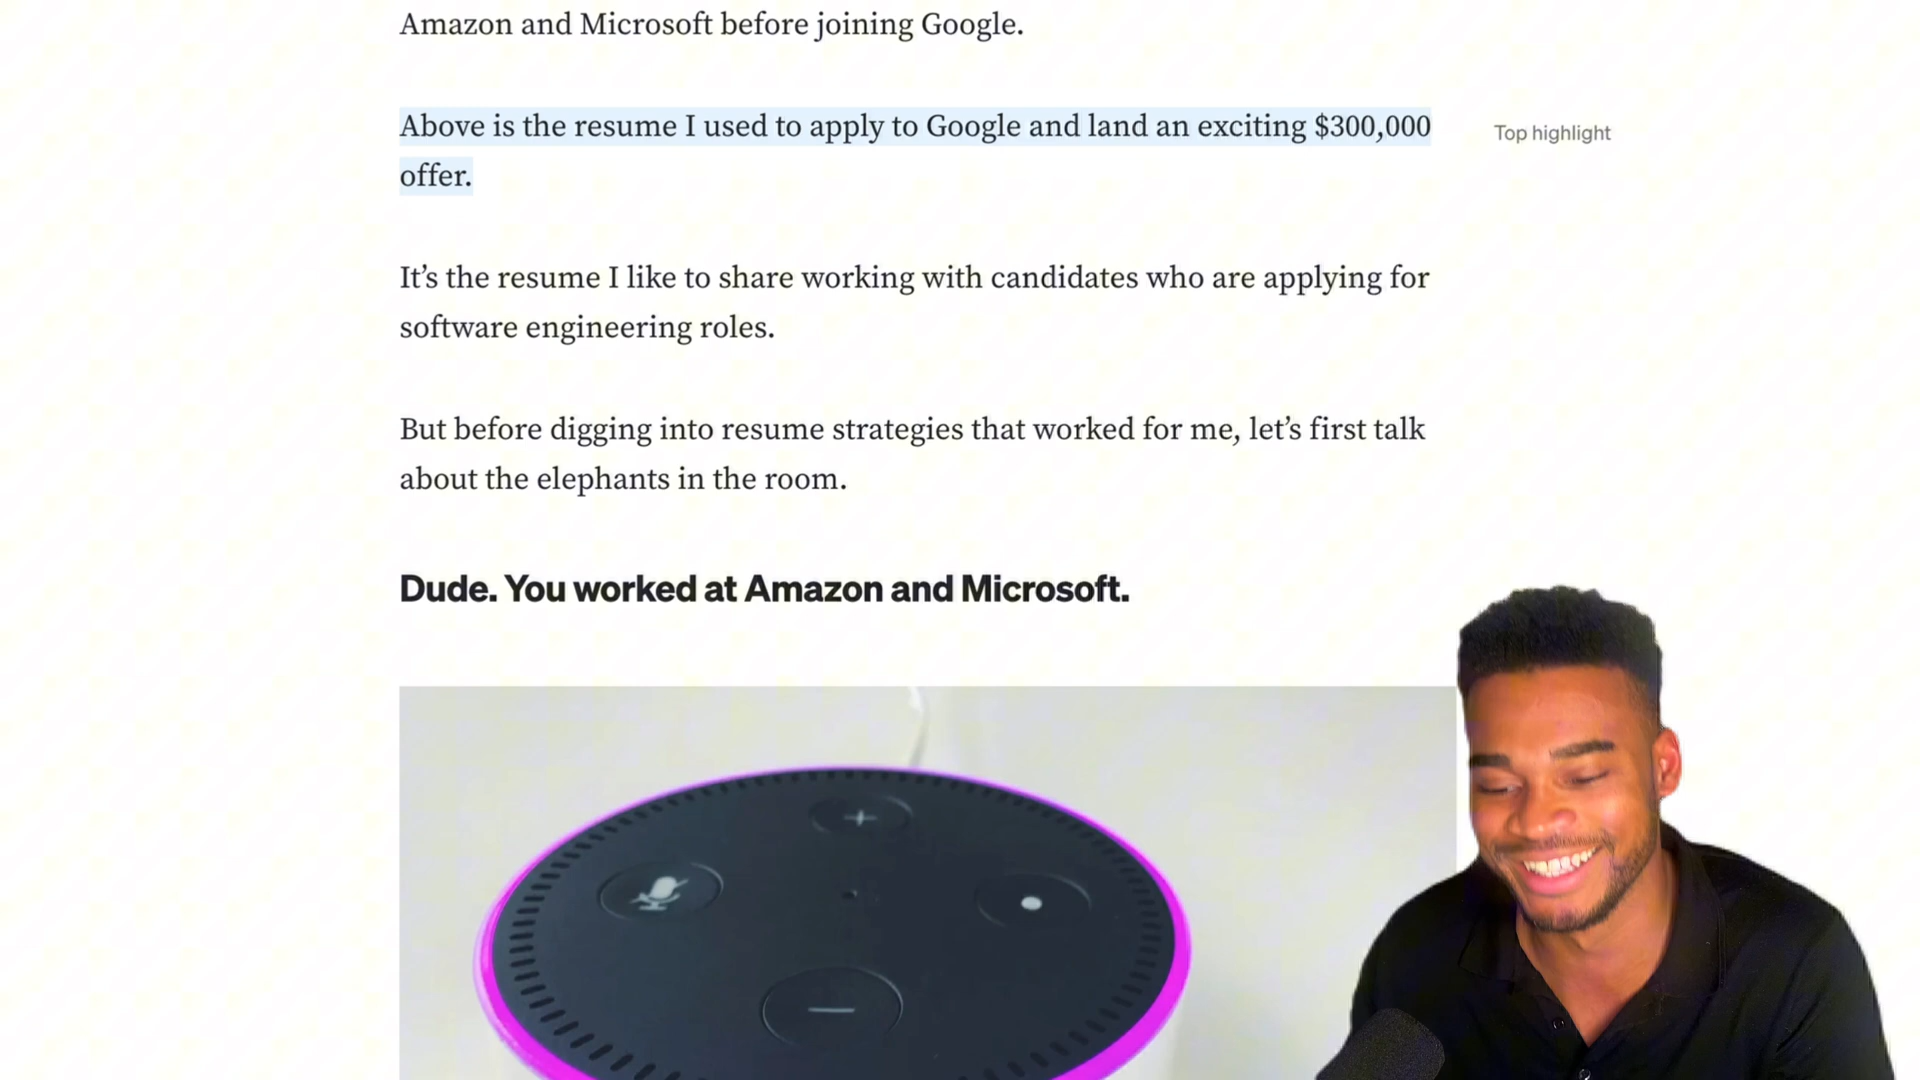 Amazon and Microsoft before joining Google.
Above is the resume I used to apply to Google and land an exciting $300,000
Top highlight
offer.
It’s the resume I like to share working with candidates who are applying for
software engineering roles.
But before digging into resume strategies that worked for me, let’s first talk
about the elephants in the room.
Dude. You worked at Amazon and Microsoft.